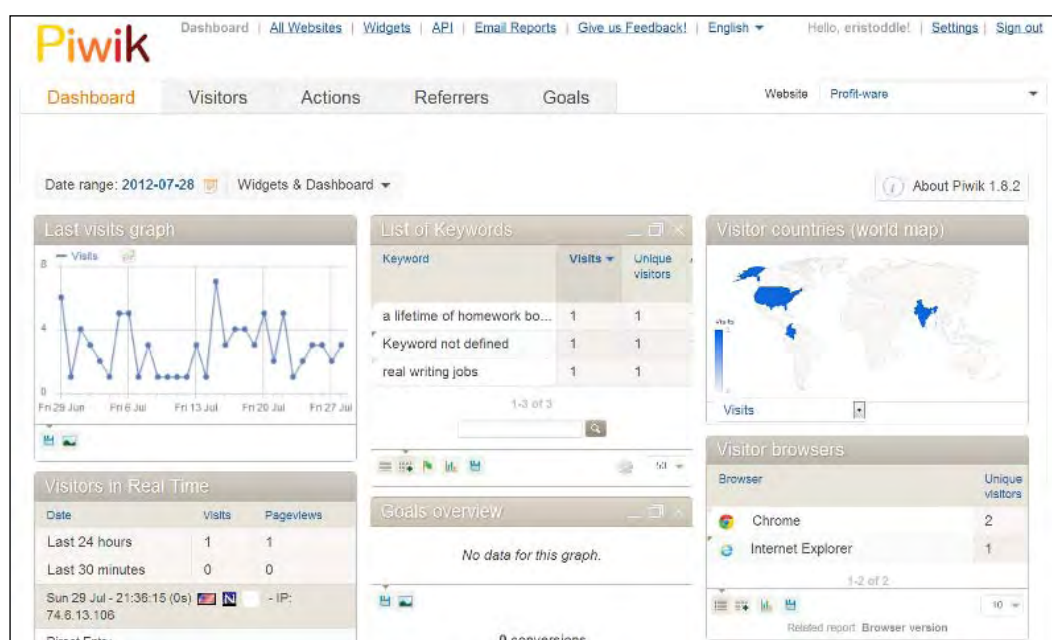 Piwik
Dashboard | All Websites | Widgets | API | Email Reports | Give us Feedback! | English
Hello, eristoddle! | Settings | Sign out
Dashboard Visitors Actions Referrers Goals
Website Profit-ware
Date range: 2012-07-28 Widgets & Dashboard
About Piwik 1.8.2
Last visits graph
Visits
8
4
0
Fri 29 Jun Fri 6 Jul Fri 13 Jul Fri 20 Jul Fri 27 Jul
Visitors in Real Time
Date Visits Pageviews
Last 24 hours 1 1
Last 30 minutes 0 0
Sun 29 Jul - 21:36:15 (0s) N - IP:
74.6.13.106
List of Keywords
Keyword Visits Unique
visitors
a lifetime of homework bo... 1 1
Keyword not defined 1 1
real writing jobs 1 1
1-3 of 3
Goals overview
No data for this graph.
0 conversions
Visitor countries (world map)
Visits
Visits
Visitor browsers
Browser Unique
visitors
Chrome 2
Internet Explorer 1
1-2 of 2
10
Related report Browser version